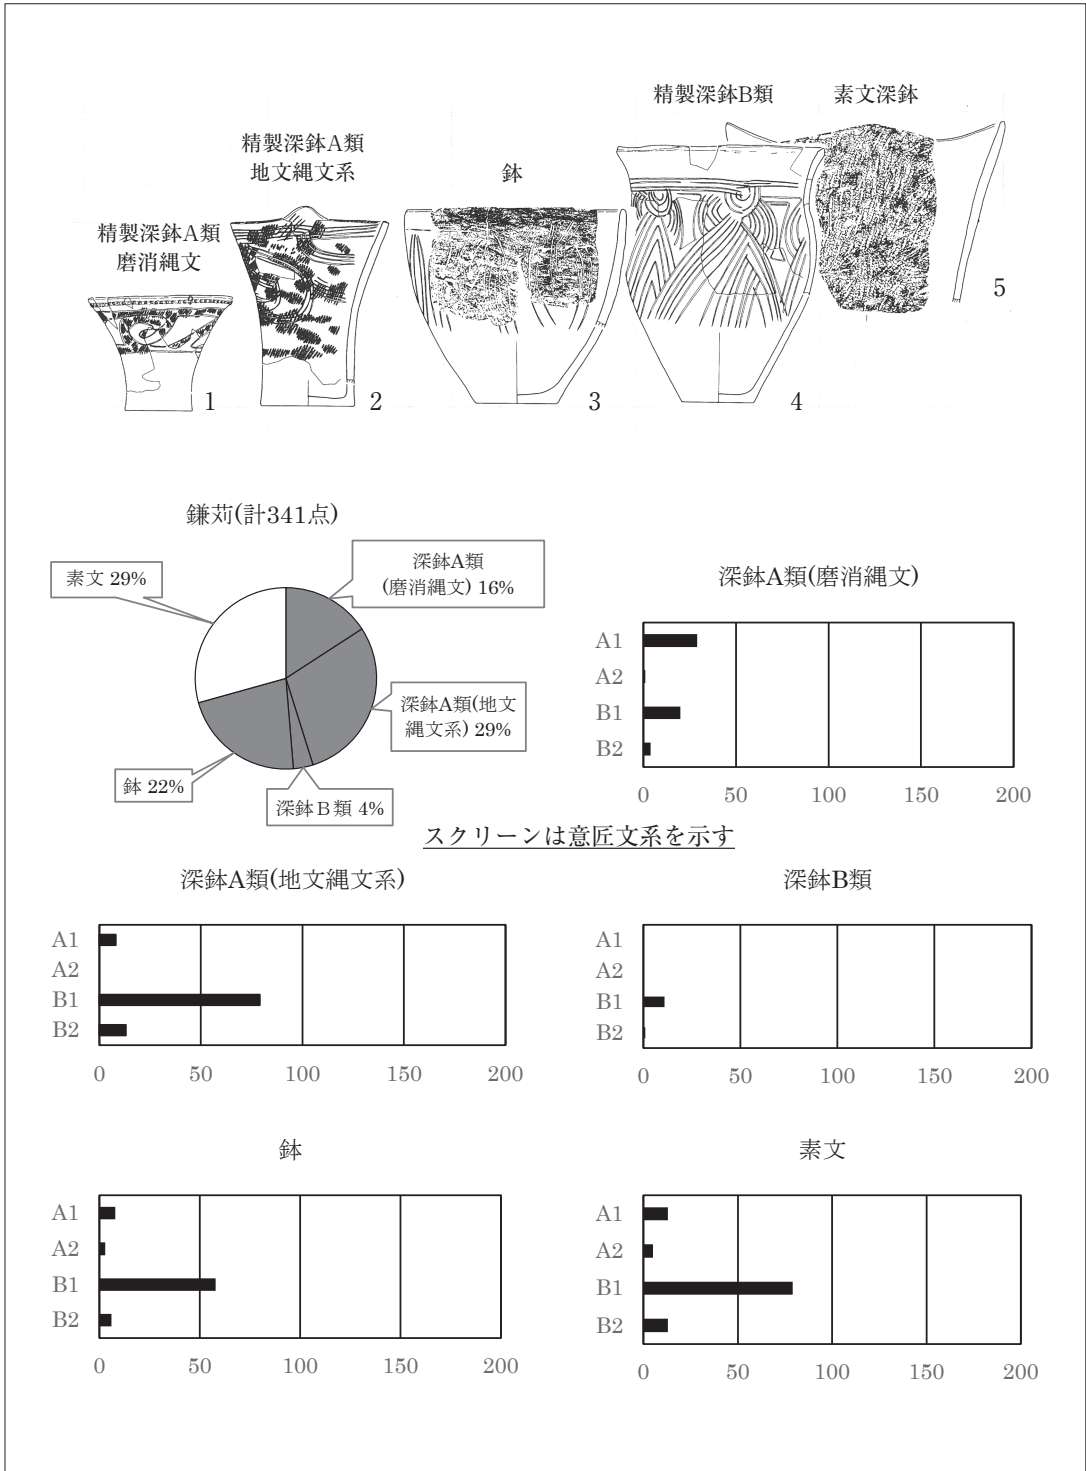 精製深鉢B類
素文深鉢
精製深鉢A類
地文縄文系
鉢
精製深鉢A類
磨消縄文
1
2
3
4
5
鎌苅(計341点)
素文 29%
深鉢A類
(磨消縄文) 16%
深鉢A類(地文
縄文系) 29%
鉢 22%
深鉢B類 4%
深鉢A類(磨消縄文)
A1
A2
B1
B2
0 50 100 150 200
スクリーンは意匠文系を示す
深鉢A類(地文縄文系)
A1
A2
B1
B2
0 50 100 150 200
深鉢B類
A1
A2
B1
B2
0 50 100 150 200
鉢
A1
A2
B1
B2
0 50 100 150 200
素文
A1
A2
B1
B2
0 50 100 150 200